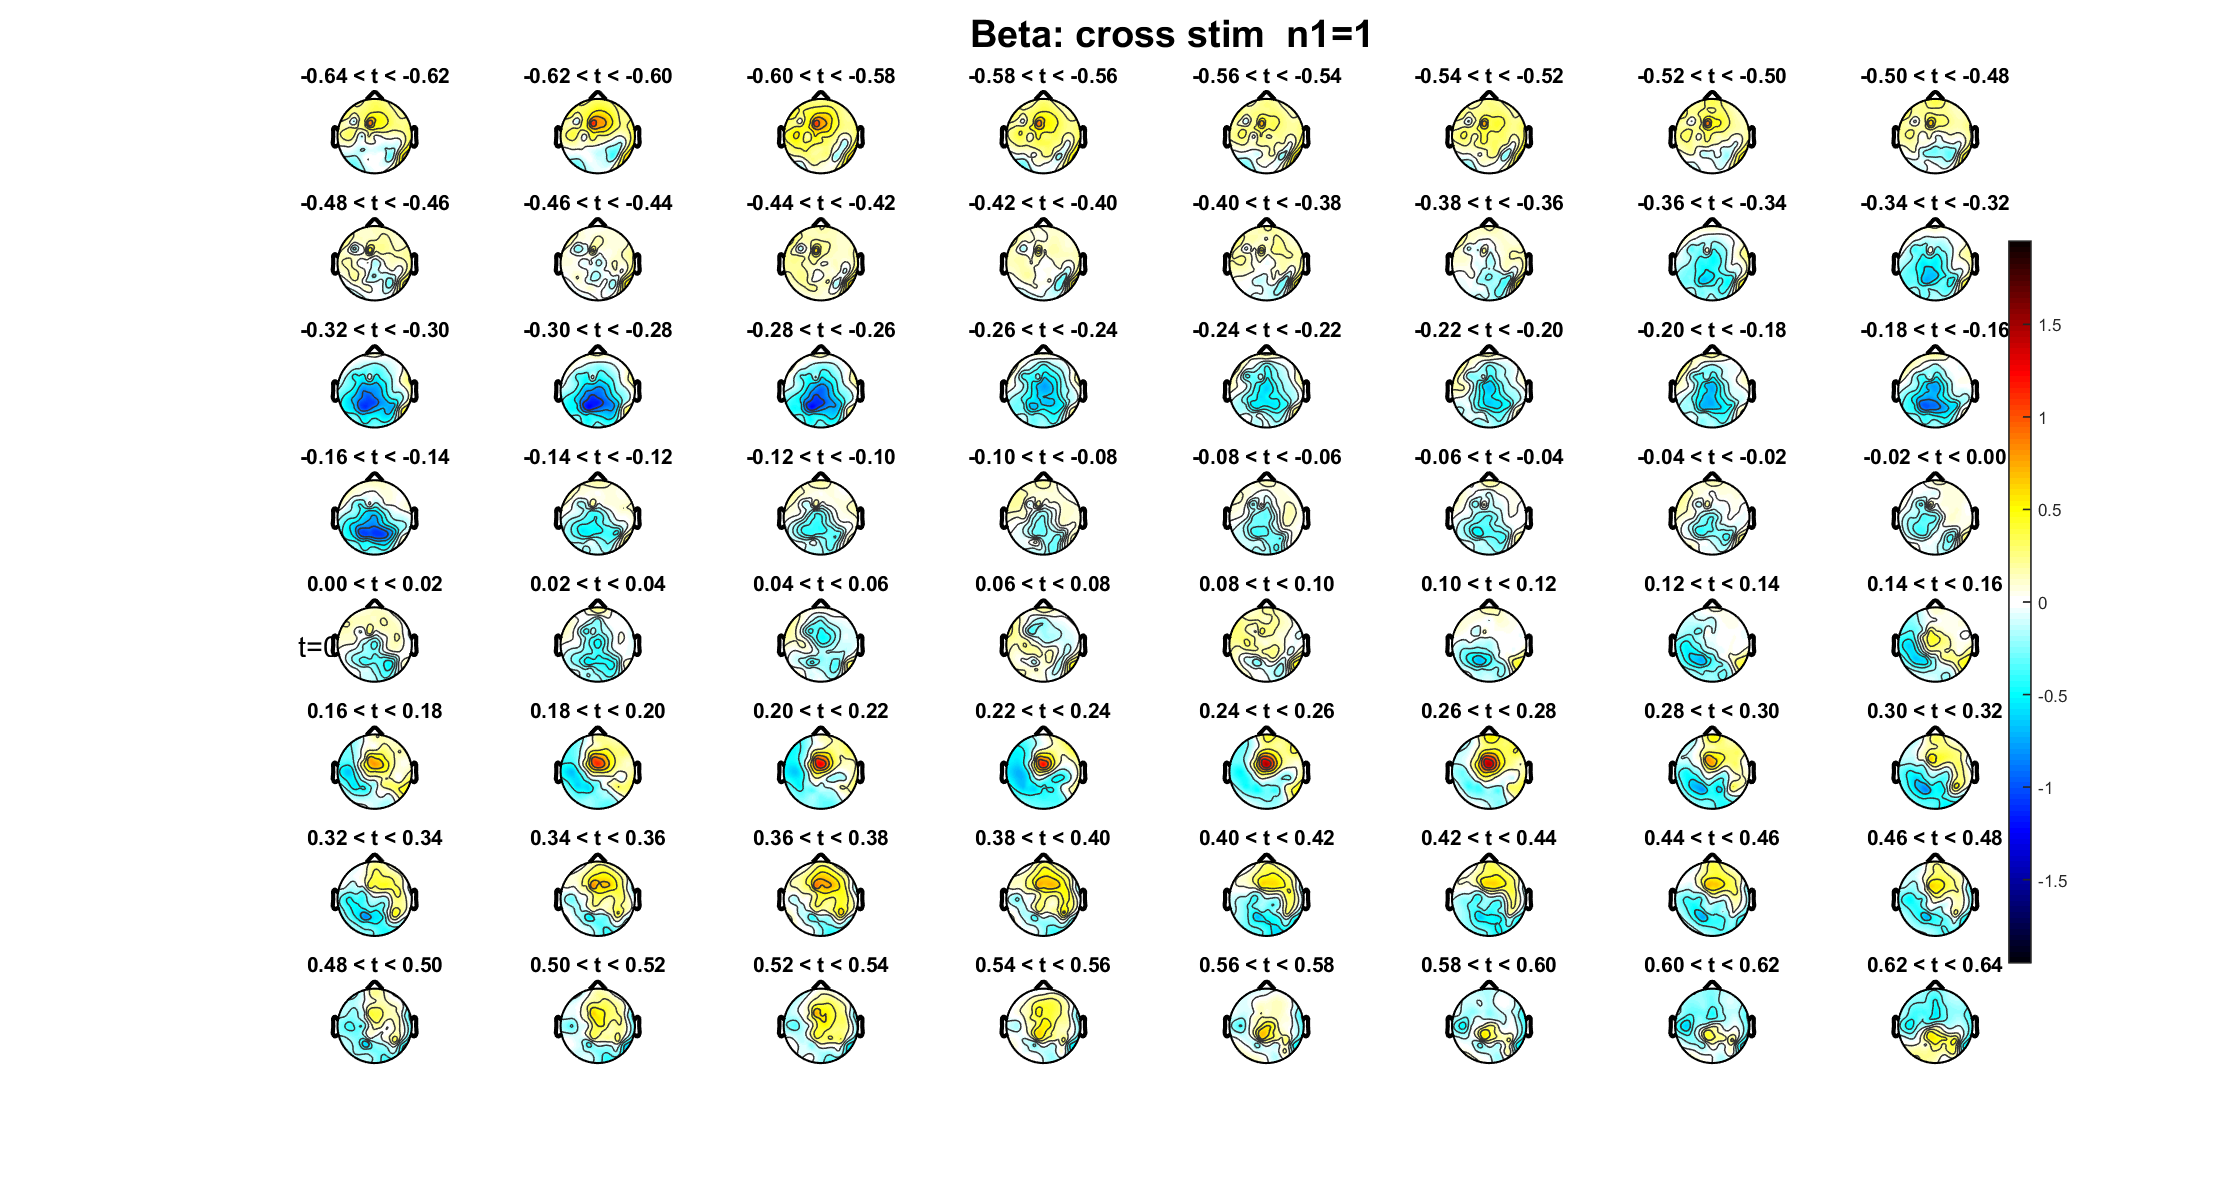 Beta: cross stim  n1=1
-0.64 < t < -0.62 -0.62 < t < -0.60 -0.60 < t < -0.58 -0.58 < t < -0.56 -0.56 < t < -0.54 -0.54 < t < -0.52 -0.52 < t < -0.50 -0.50 < t < -0.48
-0.48 < t < -0.46 -0.46 < t < -0.44 -0.44 < t < -0.42 -0.42 < t < -0.40 -0.40 < t < -0.38 -0.38 < t < -0.36 -0.36 < t < -0.34 -0.34 < t < -0.32
-0.32 < t < -0.30 -0.30 < t < -0.28 -0.28 < t < -0.26 -0.26 < t < -0.24 -0.24 < t < -0.22 -0.22 < t < -0.20 -0.20 < t < -0.18 -0.18 < t < -0.16
-0.16 < t < -0.14 -0.14 < t < -0.12 -0.12 < t < -0.10 -0.10 < t < -0.08 -0.08 < t < -0.06 -0.06 < t < -0.04 -0.04 < t < -0.02 -0.02 < t < 0.00
0.00 < t < 0.02 0.02 < t < 0.04 0.04 < t < 0.06 0.06 < t < 0.08 0.08 < t < 0.10 0.10 < t < 0.12 0.12 < t < 0.14 0.14 < t < 0.16
t=0
0.16 < t < 0.18 0.18 < t < 0.20 0.20 < t < 0.22 0.22 < t < 0.24 0.24 < t < 0.26 0.26 < t < 0.28 0.28 < t < 0.30 0.30 < t < 0.32
0.32 < t < 0.34 0.34 < t < 0.36 0.36 < t < 0.38 0.38 < t < 0.40 0.40 < t < 0.42 0.42 < t < 0.44 0.44 < t < 0.46 0.46 < t < 0.48
0.48 < t < 0.50 0.50 < t < 0.52 0.52 < t < 0.54 0.54 < t < 0.56 0.56 < t < 0.58 0.58 < t < 0.60 0.60 < t < 0.62 0.62 < t < 0.64
1.5
1
0.5
0
-0.5
-1
-1.5